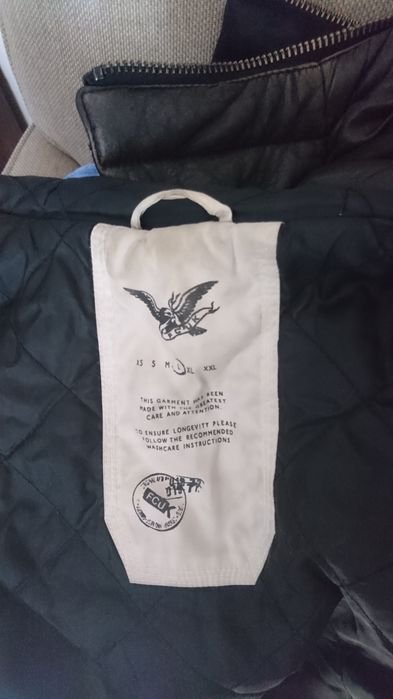 FCUK
XS S M L XL XXL
THIS GARMENT HAS BEEN
MADE WITH THE GREATEST
CARE AND ATTENTION.
TO ENSURE LONGEVITY PLEASE
FOLLOW THE RECOMMENDED
WASHCARE INSTRUCTIONS
FCUK